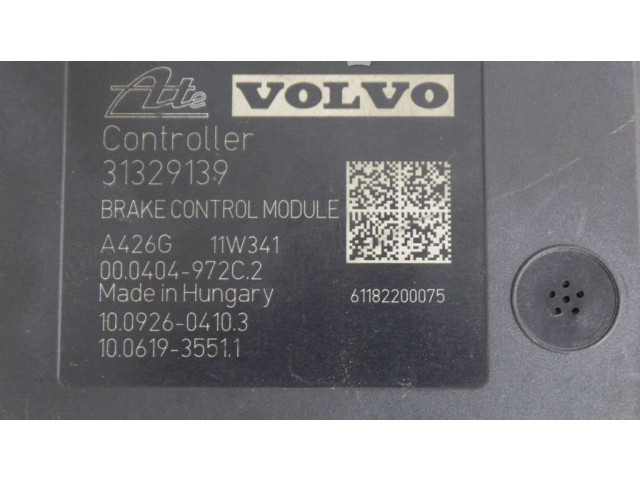 Ate VOLVO
Controller
31329139
BRAKE CONTROL MODULE
A426G 11W341
00.0404-972C.2
Made in Hungary 61182200075
10.0926-0410.3
10.0619-3551.1